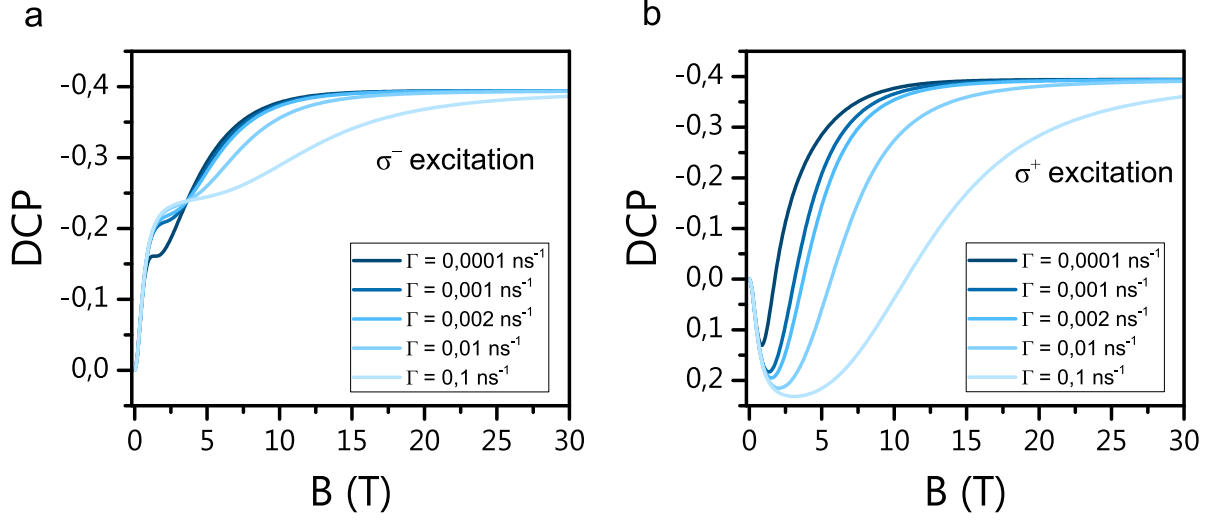 a
DCP
-0,4
-0,3
-0,2
-0,1
0,0
0 5 10 15 20 25 30
B (T)
σ⁻ excitation
Γ = 0,0001 ns⁻¹
Γ = 0,001 ns⁻¹
Γ = 0,002 ns⁻¹
Γ = 0,01 ns⁻¹
Γ = 0,1 ns⁻¹
b
DCP
-0,4
-0,3
-0,2
-0,1
0,0
0,1
0,2
0 5 10 15 20 25 30
B (T)
σ⁺ excitation
Γ = 0,0001 ns⁻¹
Γ = 0,001 ns⁻¹
Γ = 0,002 ns⁻¹
Γ = 0,01 ns⁻¹
Γ = 0,1 ns⁻¹